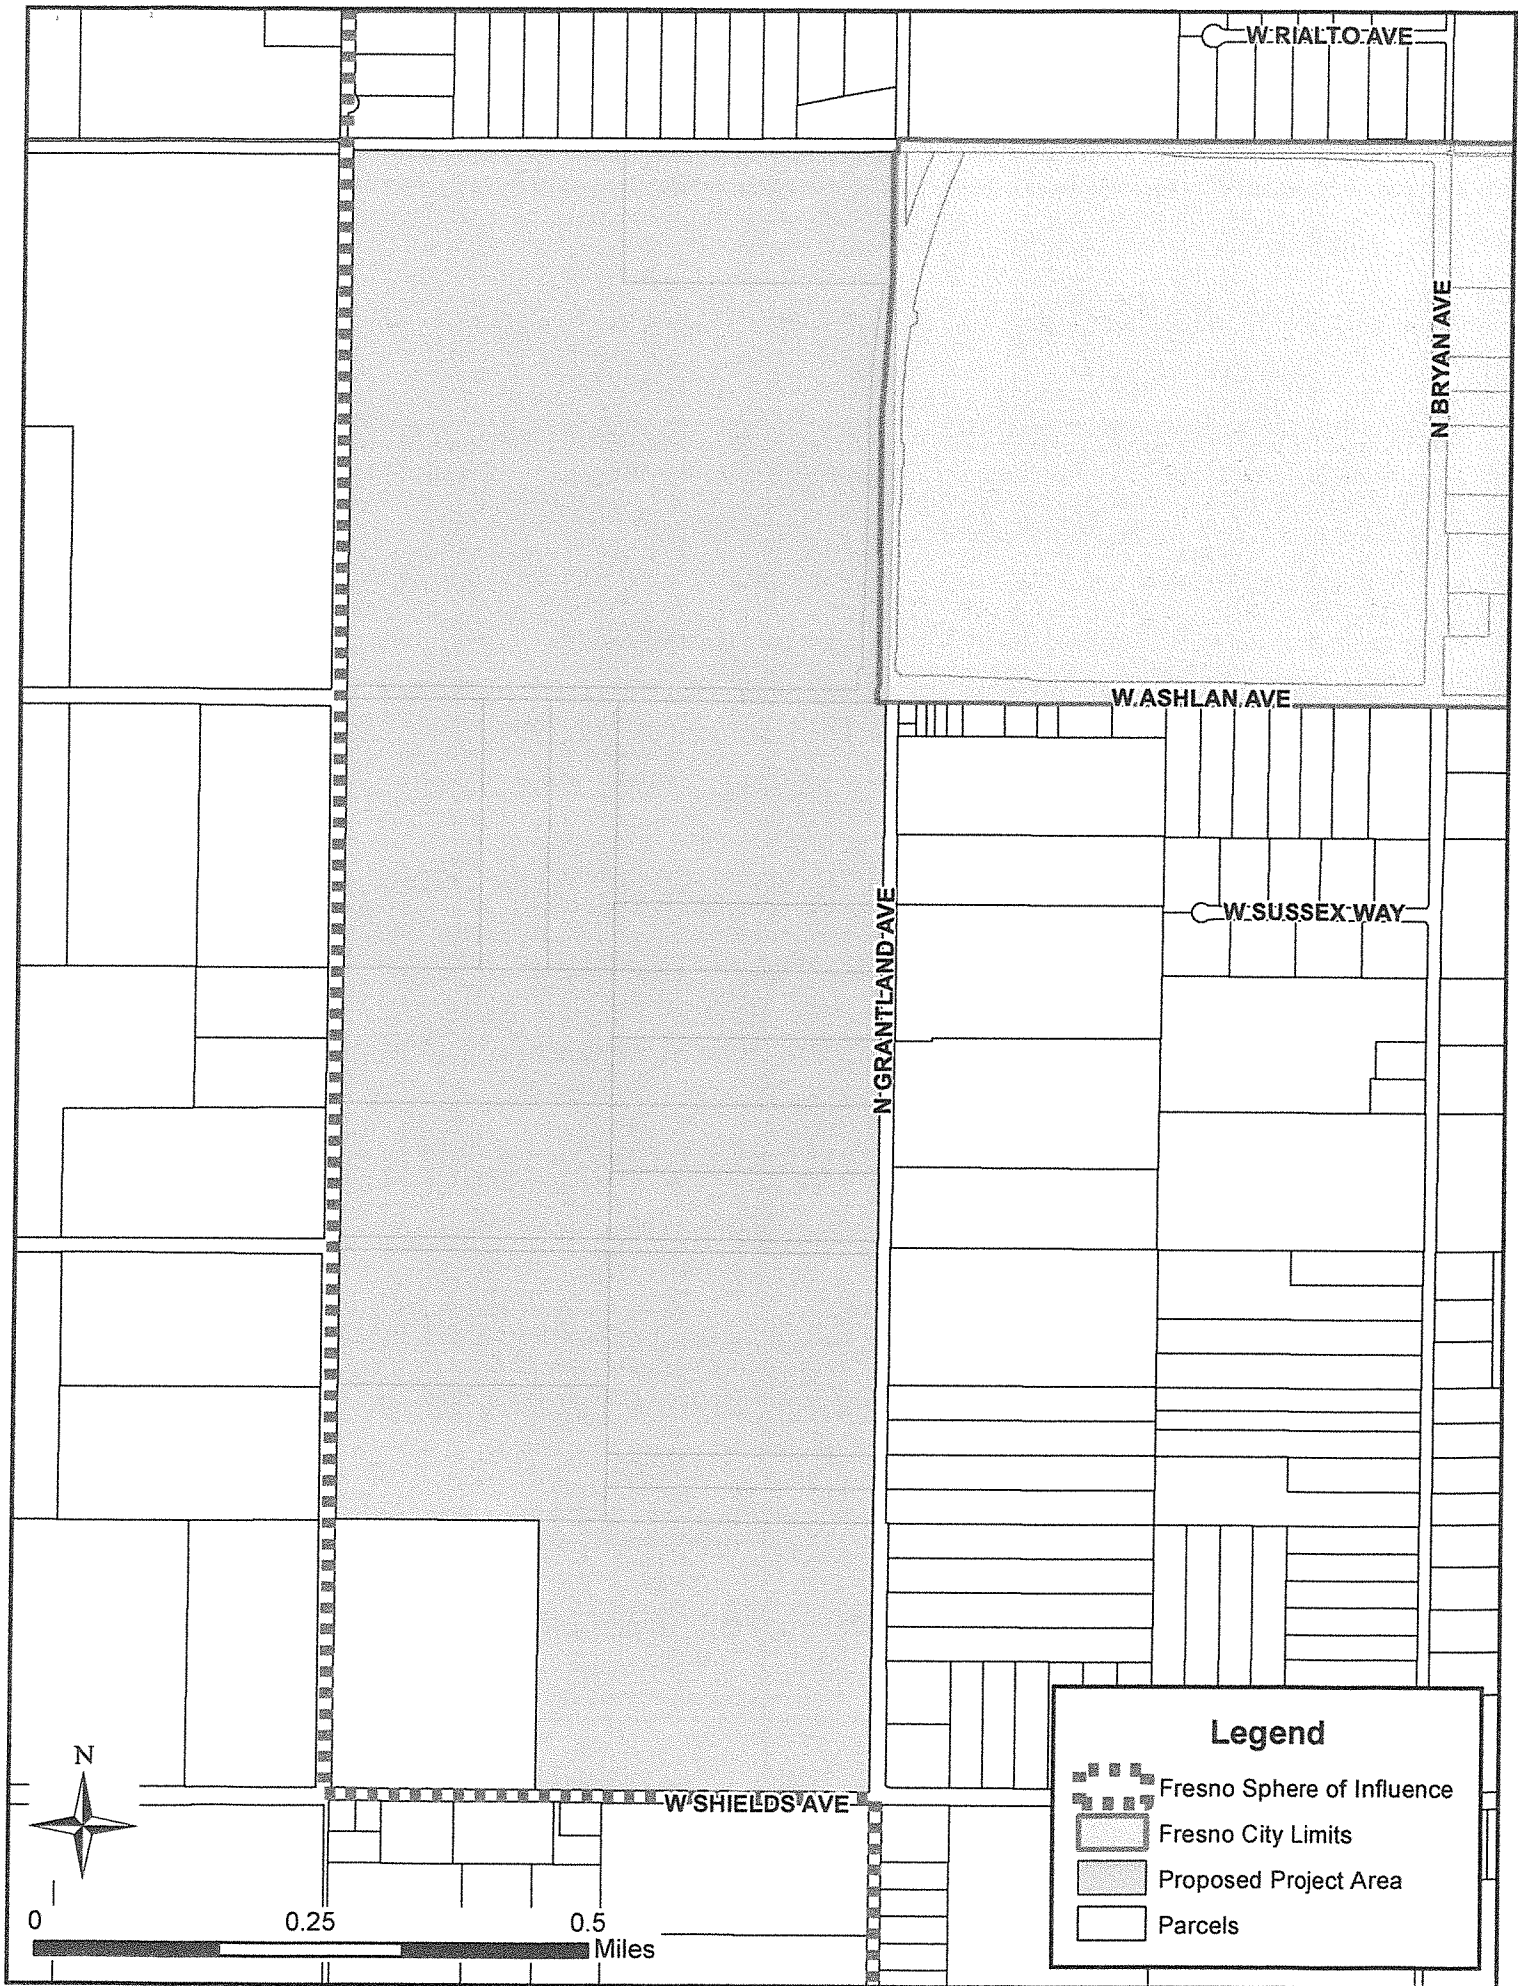 W RIALTO AVE
N BRYAN AVE
W ASHLAN AVE
N GRANTLAND AVE
W SUSSEX WAY
W SHIELDS AVE
N
0 0.25 0.5
Miles
Legend
Fresno Sphere of Influence
Fresno City Limits
Proposed Project Area
Parcels